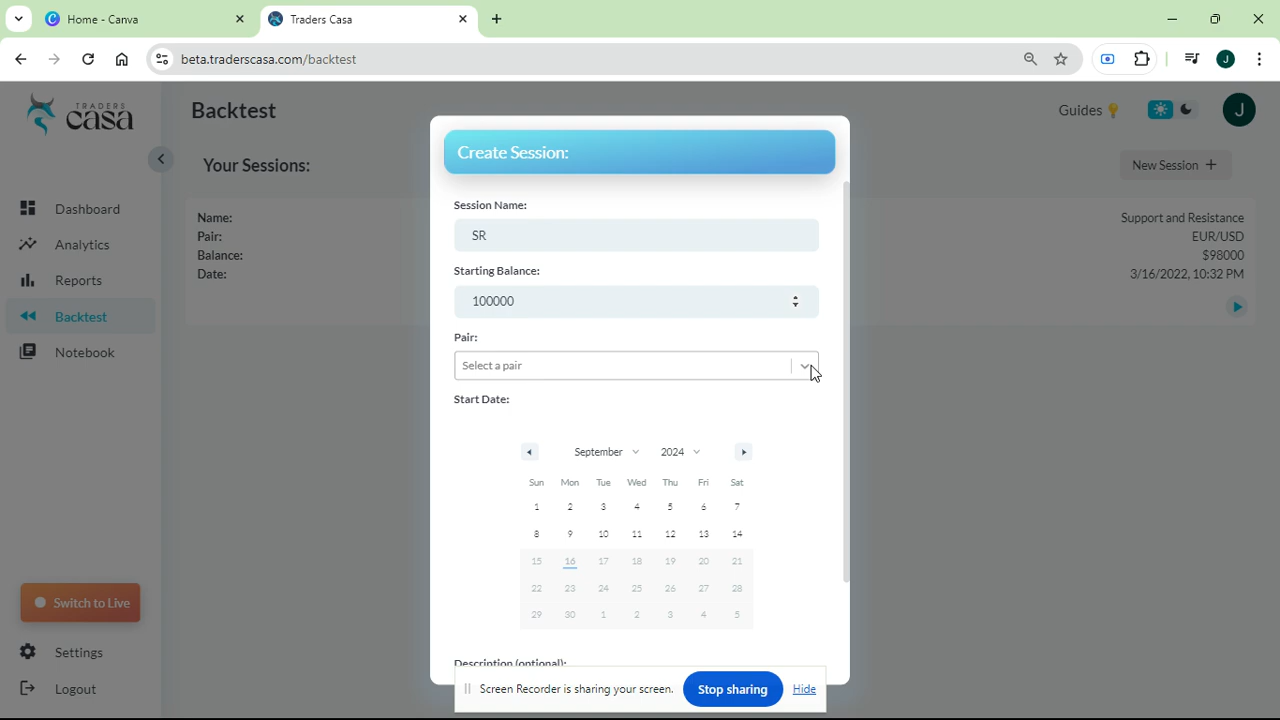 Home - Canva
Traders Casa
beta.traderscasa.com/backtest
J
TRADERS
casa
Backtest
Guides
J
Your Sessions:
New Session +
Dashboard
Analytics
Reports
Backtest
Notebook
Switch to Live
Settings
Logout
Name:
Support and Resistance
Pair:
EUR/USD
Balance:
$98000
Date:
3/16/2022, 10:32 PM
Create Session:
Session Name:
SR
Starting Balance:
100000
Pair:
Select a pair
Start Date:
September 2024
Sun Mon Tue Wed Thu Fri Sat
1 2 3 4 5 6 7
8 9 10 11 12 13 14
15 16 17 18 19 20 21
22 23 24 25 26 27 28
29 30 1 2 3 4 5
Description (optional):
Screen Recorder is sharing your screen. Stop sharing Hide